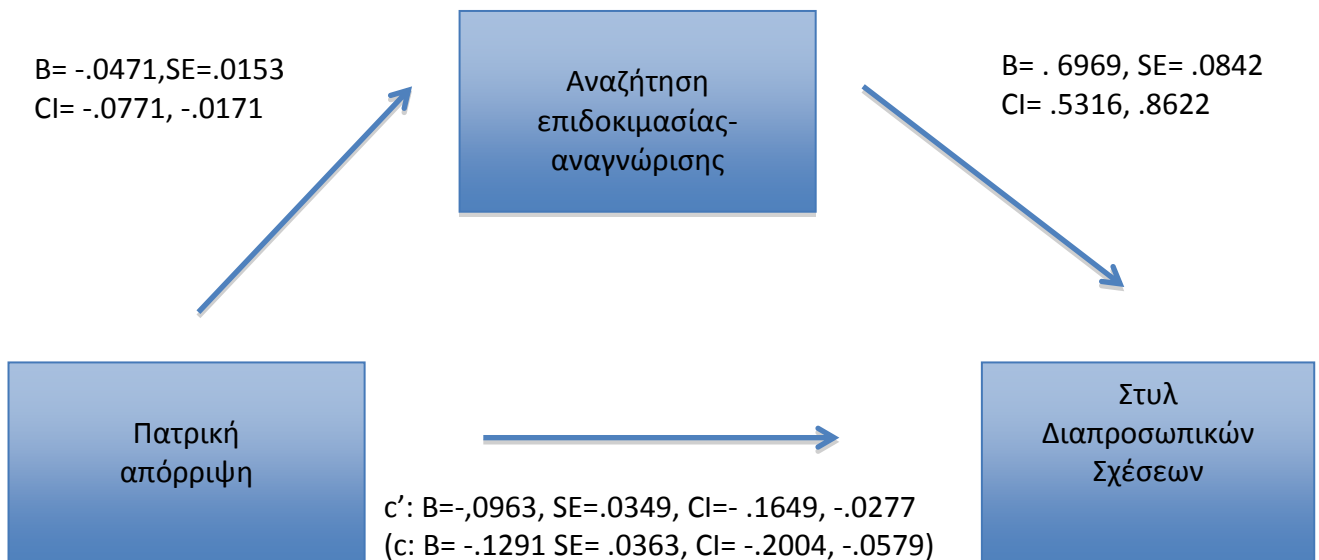 B= -.0471,SE=.0153
CI= -.0771, -.0171
Αναζήτηση
επιδοκιμασίας-
αναγνώρισης
B= . 6969, SE= .0842
CI= .5316, .8622
Πατρική
απόρριψη
c’: B=-,0963, SE=.0349, CI=- .1649, -.0277
(c: B= -.1291 SE= .0363, CI= -.2004, -.0579)
Στυλ
Διαπροσωπικών
Σχέσεων